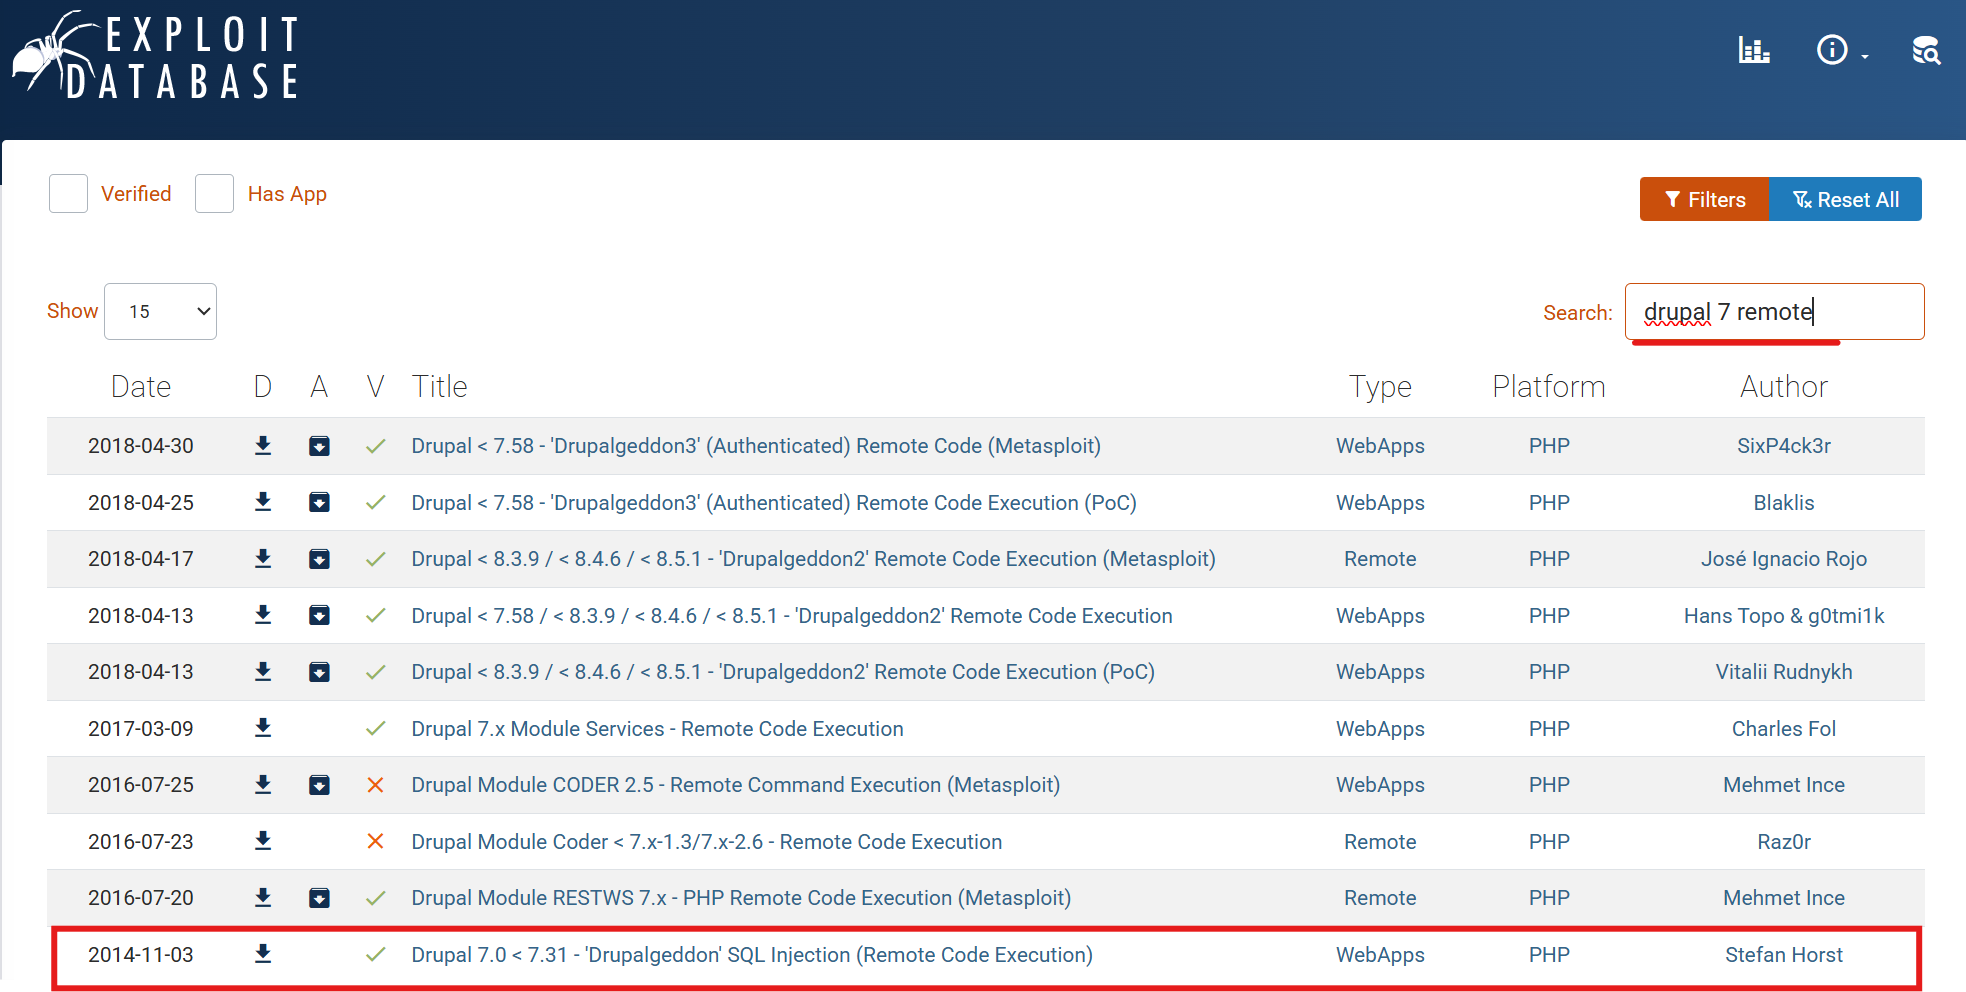 EXPLOIT
DATABASE
Verified Has App
Filters Reset All
Show 15 Search: drupal 7 remote
Date D A V Title Type Platform Author
2018-04-30 Drupal < 7.58 - 'Drupalgeddon3' (Authenticated) Remote Code (Metasploit) WebApps PHP SixP4ck3r
2018-04-25 Drupal < 7.58 - 'Drupalgeddon3' (Authenticated) Remote Code Execution (PoC) WebApps PHP Blaklis
2018-04-17 Drupal < 8.3.9 / < 8.4.6 / < 8.5.1 - 'Drupalgeddon2' Remote Code Execution (Metasploit) Remote PHP José Ignacio Rojo
2018-04-13 Drupal < 7.58 / < 8.3.9 / < 8.4.6 / < 8.5.1 - 'Drupalgeddon2' Remote Code Execution WebApps PHP Hans Topo & g0tmi1k
2018-04-13 Drupal < 8.3.9 / < 8.4.6 / < 8.5.1 - 'Drupalgeddon2' Remote Code Execution (PoC) WebApps PHP Vitalii Rudnykh
2017-03-09 Drupal 7.x Module Services - Remote Code Execution WebApps PHP Charles Fol
2016-07-25 Drupal Module CODER 2.5 - Remote Command Execution (Metasploit) WebApps PHP Mehmet Ince
2016-07-23 Drupal Module Coder < 7.x-1.3/7.x-2.6 - Remote Code Execution Remote PHP Raz0r
2016-07-20 Drupal Module RESTWS 7.x - PHP Remote Code Execution (Metasploit) Remote PHP Mehmet Ince
2014-11-03 Drupal 7.0 < 7.31 - 'Drupalgeddon' SQL Injection (Remote Code Execution) WebApps PHP Stefan Horst